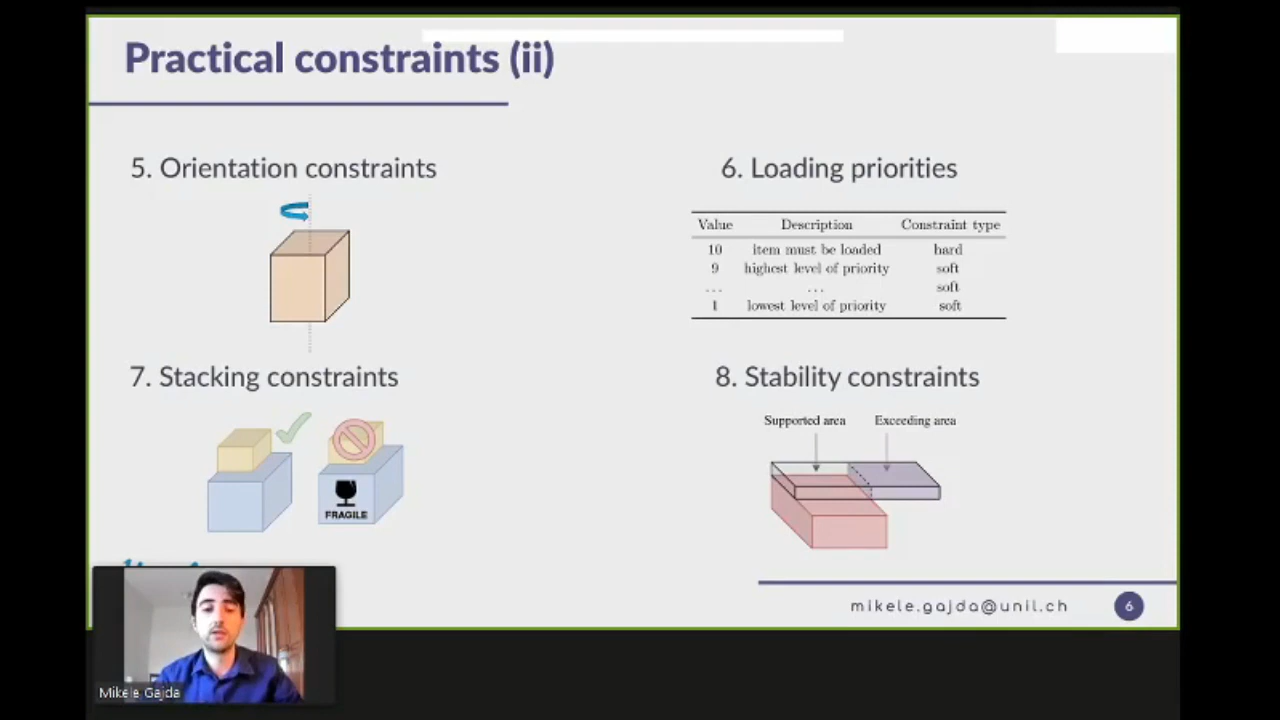 Practical constraints (ii)
5. Orientation constraints
6. Loading priorities
Value Description Constraint type
10 item must be loaded hard
9 highest level of priority soft
... ... soft
1 lowest level of priority soft
7. Stacking constraints
FRAGILE
8. Stability constraints
Supported area Exceeding area
mikele.gajda@unil.ch 6
Mikele Gajda